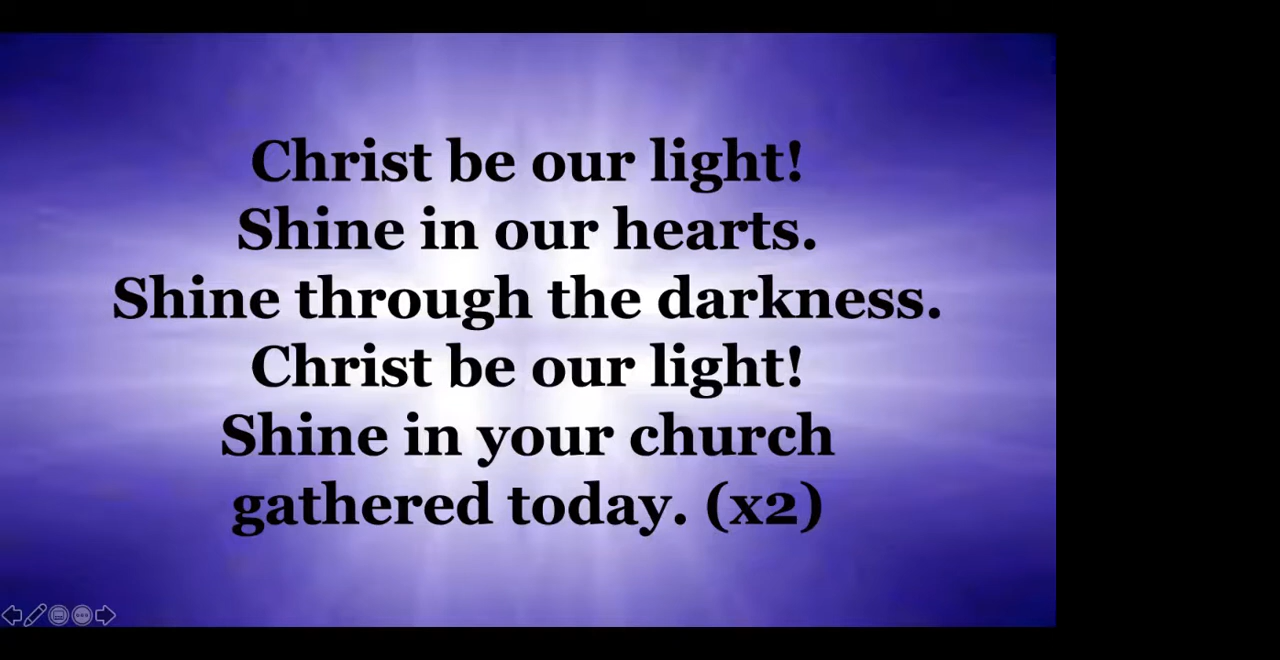 Christ be our light!
Shine in our hearts.
Shine through the darkness.
Christ be our light!
Shine in your church
gathered today. (x2)